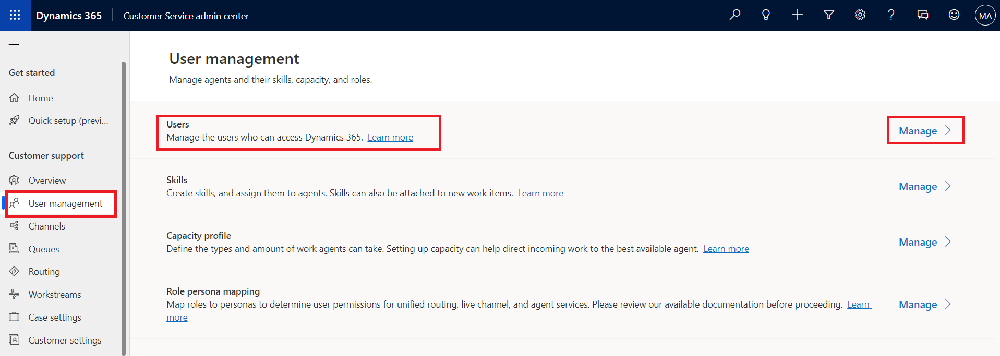 Dynamics 365
Customer Service admin center
MA
Get started
Home
Quick setup (previ...
Customer support
Overview
User management
Channels
Queues
Routing
Workstreams
Case settings
Customer settings
User management
Manage agents and their skills, capacity, and roles.
Users
Manage the users who can access Dynamics 365. Learn more
Manage
Skills
Create skills, and assign them to agents. Skills can also be attached to new work items. Learn more
Manage
Capacity profile
Define the types and amount of work agents can take. Setting up capacity can help direct incoming work to the best available agent. Learn more
Manage
Role persona mapping
Map roles to personas to determine user permissions for unified routing, live channel, and agent services. Please review our available documentation before proceeding. Learn
more
Manage